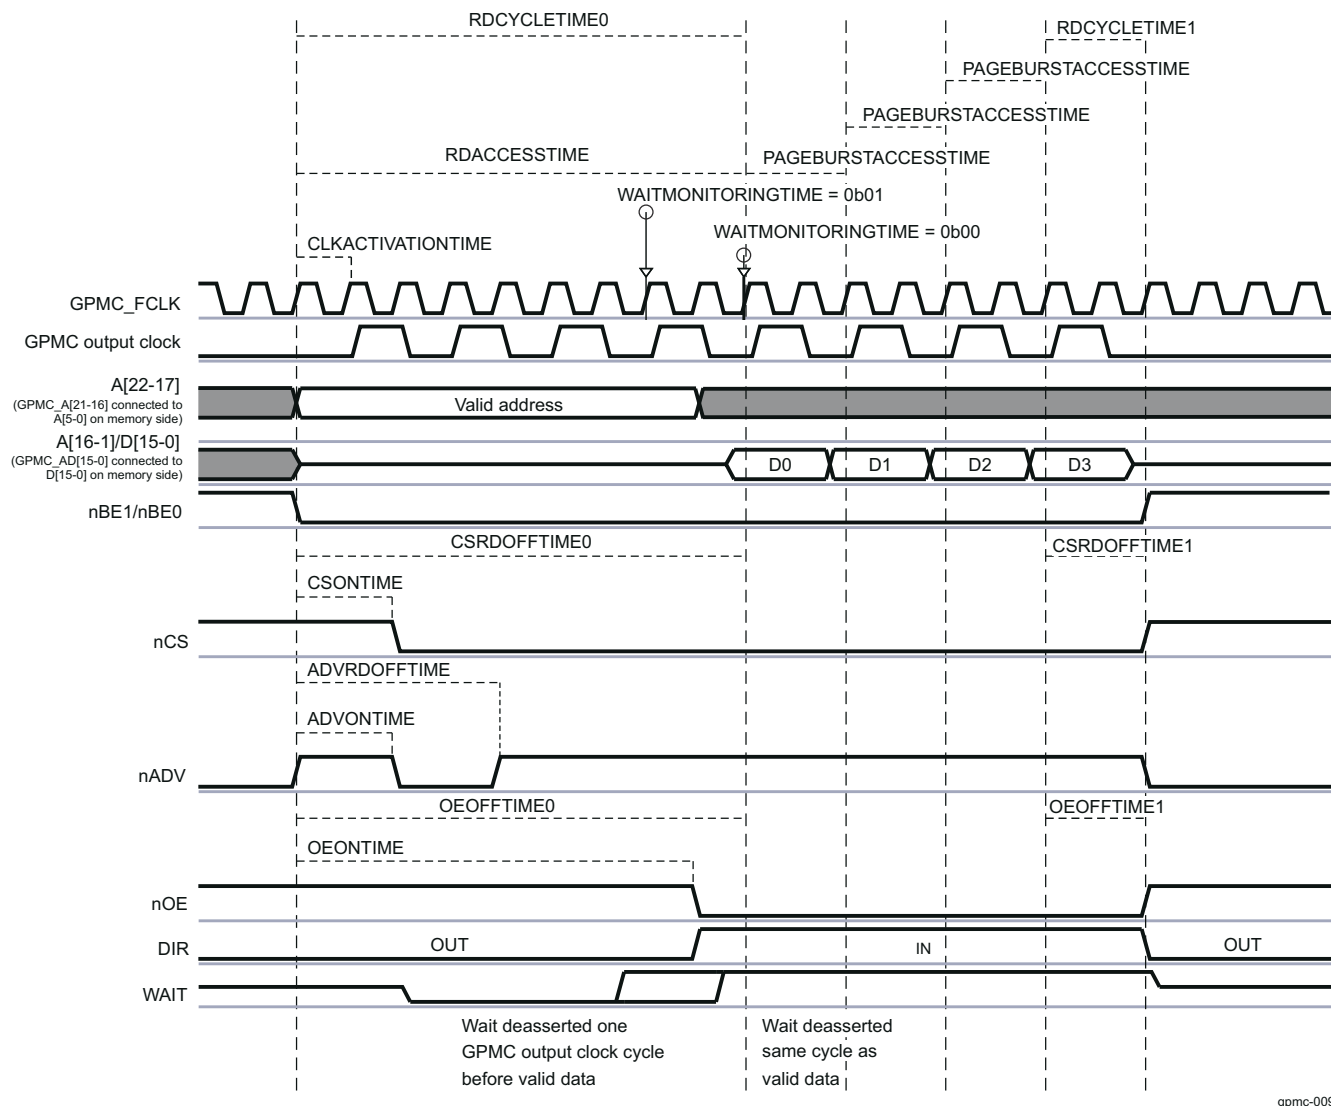 RDCYCLETIME0
RDCYCLETIME1
PAGEBURSTACCESSTIME
PAGEBURSTACCESSTIME
RDACCESSTIME
PAGEBURSTACCESSTIME
WAITMONITORINGTIME = 0b01
WAITMONITORINGTIME = 0b00
CLKACTIVATIONTIME
GPMC_FCLK
GPMC output clock
A[22-17]
(GPMC_A[21-16] connected to
A[5-0] on memory side)
Valid address
A[16-1]/D[15-0]
(GPMC_AD[15-0] connected to
D[15-0] on memory side)
D0 D1 D2 D3
nBE1/nBE0
CSRDOFFTIME0
CSRDOFFTIME1
CSONTIME
nCS
ADVRDOFFTIME
ADVONTIME
nADV
OEOFFTIME0
OEOFFTIME1
OEONTIME
nOE
DIR
OUT IN OUT
WAIT
Wait deasserted one
GPMC output clock cycle
before valid data
Wait deasserted
same cycle as
valid data
gpmc-009